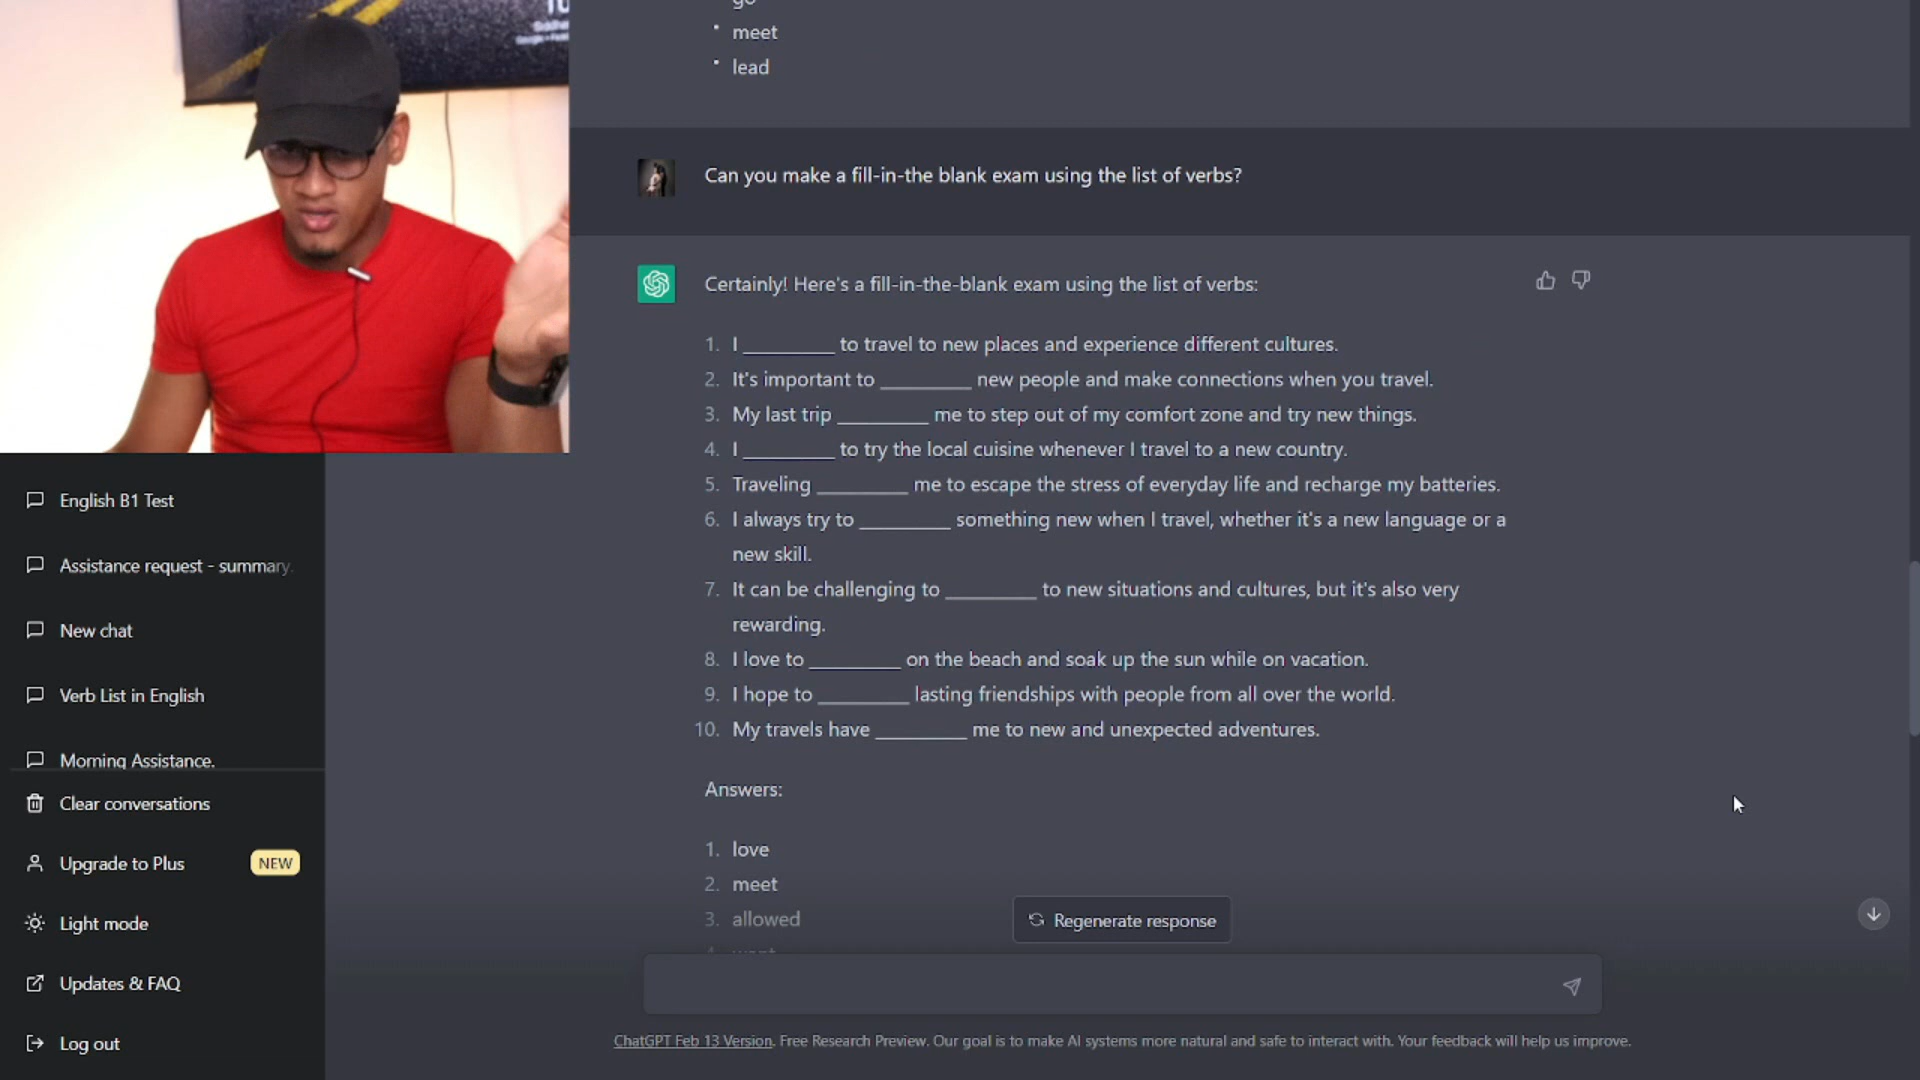 go
meet
lead
Can you make a fill-in-the blank exam using the list of verbs?
Certainly! Here's a fill-in-the-blank exam using the list of verbs:
1. I __________ to travel to new places and experience different cultures.
2. It's important to __________ new people and make connections when you travel.
3. My last trip __________ me to step out of my comfort zone and try new things.
4. I __________ to try the local cuisine whenever I travel to a new country.
5. Traveling __________ me to escape the stress of everyday life and recharge my batteries.
6. I always try to __________ something new when I travel, whether it's a new language or a
new skill.
7. It can be challenging to __________ to new situations and cultures, but it's also very
rewarding.
8. I love to __________ on the beach and soak up the sun while on vacation.
9. I hope to __________ lasting friendships with people from all over the world.
10. My travels have __________ me to new and unexpected adventures.
Answers:
1. love
2. meet
3. allowed
Regenerate response
ChatGPT Feb 13 Version. Free Research Preview. Our goal is to make AI systems more natural and safe to interact with. Your feedback will help us improve.
English B1 Test
Assistance request - summary.
New chat
Verb List in English
Morning Assistance.
Clear conversations
Upgrade to Plus NEW
Light mode
Updates & FAQ
Log out